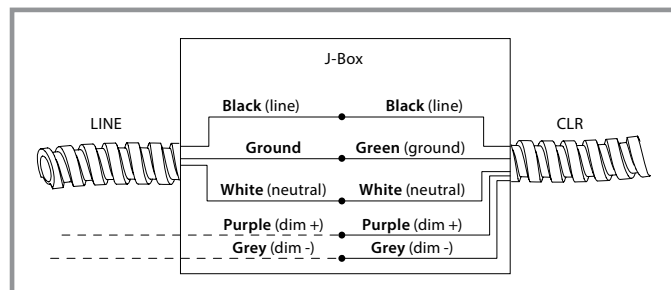 J-Box
LINE
CLR
Black (line) Black (line)
Ground Green (ground)
White (neutral) White (neutral)
Purple (dim +) Purple (dim +)
Grey (dim -) Grey (dim -)